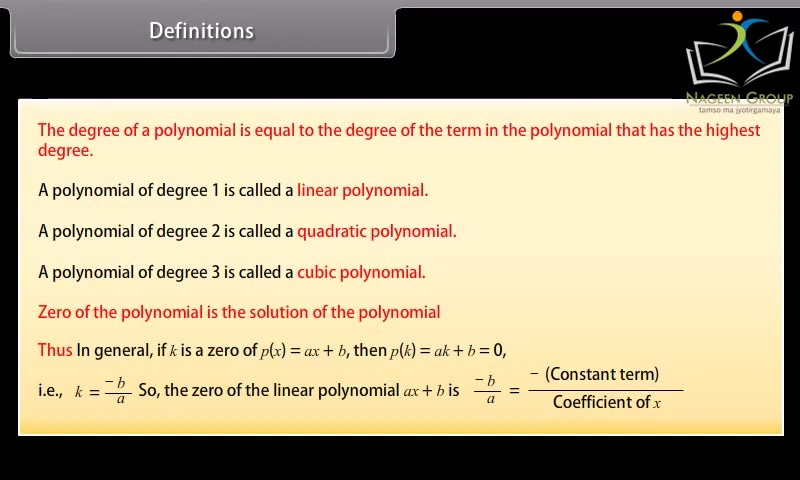 Definitions
NAGEEN GROUP
tamso ma jyotirgamaya
The degree of a polynomial is equal to the degree of the term in the polynomial that has the highest
degree.
A polynomial of degree 1 is called a linear polynomial.
A polynomial of degree 2 is called a quadratic polynomial.
A polynomial of degree 3 is called a cubic polynomial.
Zero of the polynomial is the solution of the polynomial
Thus In general, if k is a zero of p(x) = ax + b, then p(k) = ak + b = 0,
i.e., k = −b/a So, the zero of the linear polynomial ax + b is −b/a = − (Constant term)/Coefficient of x